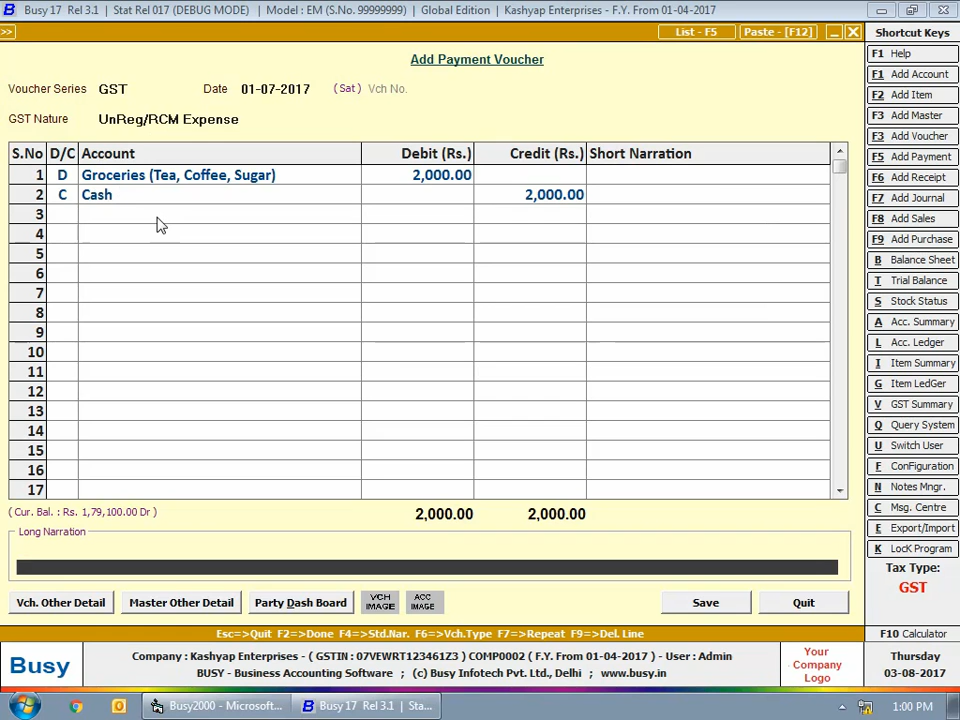 Busy 17 Rel 3.1 | Stat Rel 017 (DEBUG MODE) | Model : EM (S.No. 99999999) | Global Edition | Kashyap Enterprises - F.Y. From 01-04-2017
>> List - F5 Paste - [F12]
Add Payment Voucher
Voucher Series GST Date 01-07-2017 ( Sat ) Vch No.
GST Nature UnReg/RCM Expense
S.No D/C Account Debit (Rs.) Credit (Rs.) Short Narration
1 D Groceries (Tea, Coffee, Sugar) 2,000.00
2 C Cash 2,000.00
3
4
5
6
7
8
9
10
11
12
13
14
15
16
17
( Cur. Bal. : Rs. 1,79,100.00 Dr ) 2,000.00 2,000.00
Long Narration
Vch. Other Detail Master Other Detail Party Dash Board VCH IMAGE ACC IMAGE Save Quit
Esc=>Quit F2=>Done F4=>Std.Nar. F6=>Vch.Type F7=>Repeat F9=>Del. Line
Shortcut Keys
F1 Help
F1 Add Account
F2 Add Item
F3 Add Master
F3 Add Voucher
F5 Add Payment
F6 Add Receipt
F7 Add Journal
F8 Add Sales
F9 Add Purchase
B Balance Sheet
T Trial Balance
S Stock Status
A Acc. Summary
L Acc. Ledger
I Item Summary
G Item LedGer
V GST Summary
Q Query System
U Switch User
F ConFiguration
N Notes Mngr.
C Msg. Centre
E Export/Import
K LocK Program
Tax Type:
GST
F10 Calculator
Busy
Company : Kashyap Enterprises - ( GSTIN : 07VEWRT123461Z3 ) COMP0002 ( F.Y. From 01-04-2017 ) - User : Admin
BUSY - Business Accounting Software ; (c) Busy Infotech Pvt. Ltd., Delhi ; www.busy.in
Your
Company
Logo
Thursday
03-08-2017
Busy2000 - Microsoft... Busy 17 Rel 3.1 | Sta... 1:00 PM